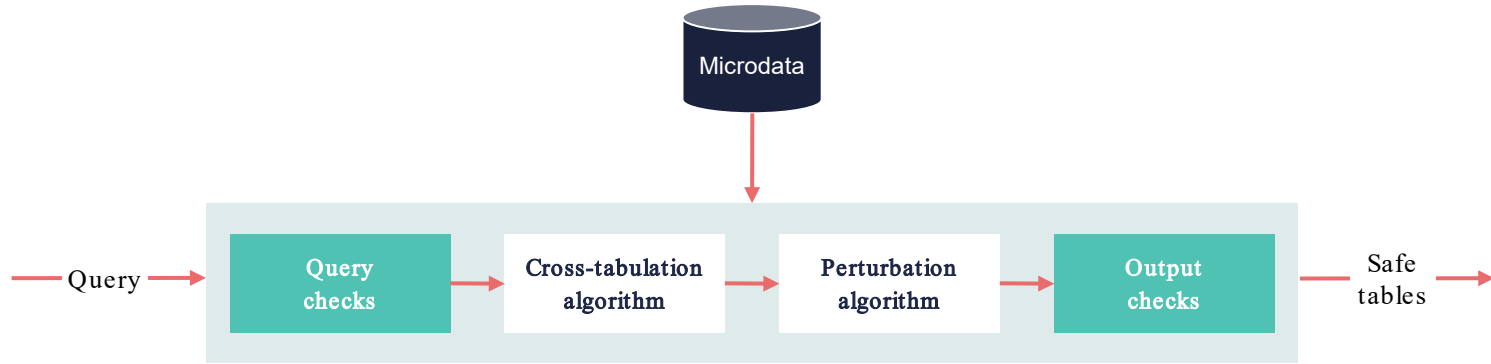 Microdata
Query
Query
checks
Cross-tabulation
algorithm
Perturbation
algorithm
Output
checks
Safe
tables